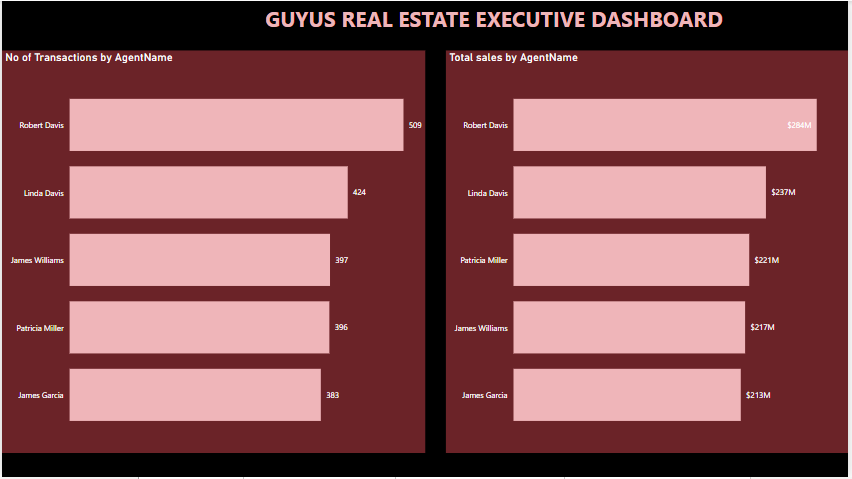 GUYUS REAL ESTATE EXECUTIVE DASHBOARD
No of Transactions by AgentName
Robert Davis 509
Linda Davis 424
James Williams 397
Patricia Miller 396
James Garcia 383
Total sales by AgentName
Robert Davis $284M
Linda Davis $237M
Patricia Miller $221M
James Williams $217M
James Garcia $213M